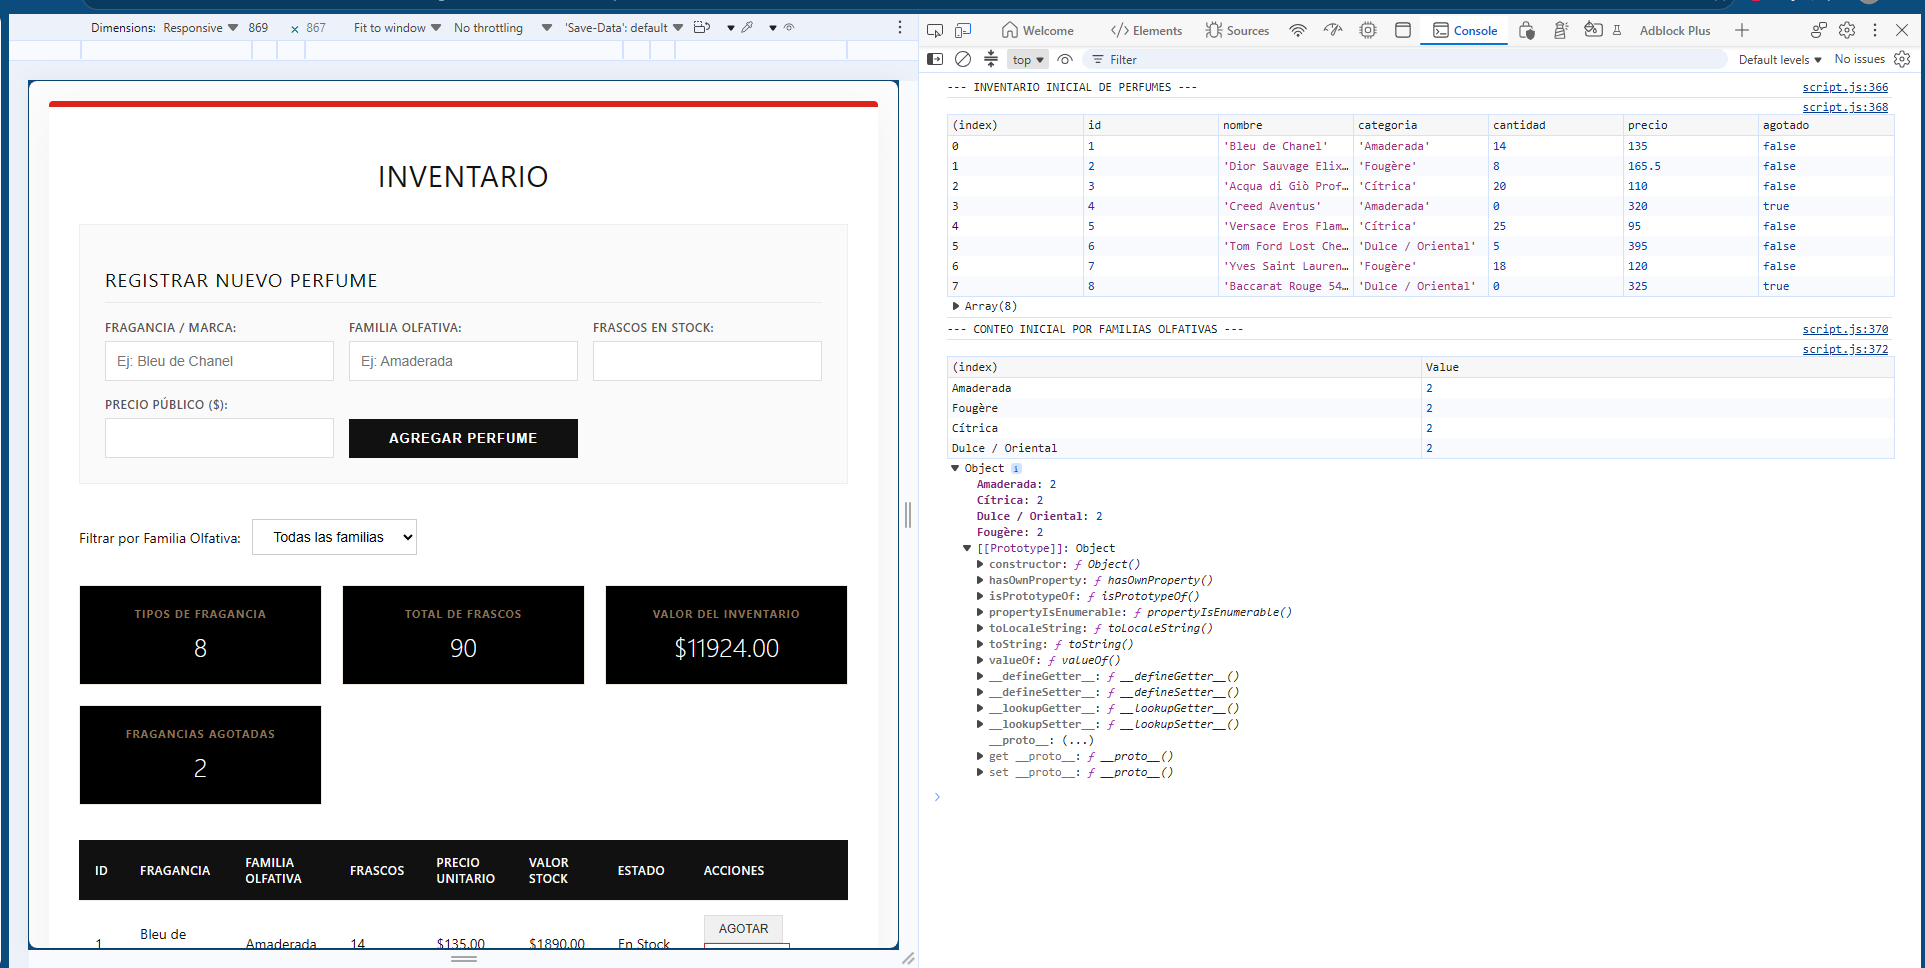 Dimensions: Responsive 869 × 867 Fit to window No throttling 'Save-Data': default
INVENTARIO
REGISTRAR NUEVO PERFUME
FRAGANCIA / MARCA: FAMILIA OLFATIVA: FRASCOS EN STOCK:
Ej: Bleu de Chanel Ej: Amaderada
PRECIO PÚBLICO ($):
AGREGAR PERFUME
Filtrar por Familia Olfativa: Todas las familias
TIPOS DE FRAGANCIA TOTAL DE FRASCOS VALOR DEL INVENTARIO
8 90 $11924.00
FRAGANCIAS AGOTADAS
2
ID FRAGANCIA FAMILIA OLFATIVA FRASCOS PRECIO UNITARIO VALOR STOCK ESTADO ACCIONES
1 Bleu de Amaderada 14 $135.00 $1890.00 En Stock AGOTAR
Welcome Elements Sources Console Adblock Plus
top Filter Default levels No issues
--- INVENTARIO INICIAL DE PERFUMES --- script.js:366
script.js:368
(index) id nombre categoria cantidad precio agotado
0 1 'Bleu de Chanel' 'Amaderada' 14 135 false
1 2 'Dior Sauvage Elix… 'Fougère' 8 165.5 false
2 3 'Acqua di Giò Prof… 'Cítrica' 20 110 false
3 4 'Creed Aventus' 'Amaderada' 0 320 true
4 5 'Versace Eros Flam… 'Cítrica' 25 95 false
5 6 'Tom Ford Lost Che… 'Dulce / Oriental' 5 395 false
6 7 'Yves Saint Lauren… 'Fougère' 18 120 false
7 8 'Baccarat Rouge 54… 'Dulce / Oriental' 0 325 true
Array(8)
--- CONTEO INICIAL POR FAMILIAS OLFATIVAS --- script.js:370
script.js:372
(index) Value
Amaderada 2
Fougère 2
Cítrica 2
Dulce / Oriental 2
Object i
Amaderada: 2
Cítrica: 2
Dulce / Oriental: 2
Fougère: 2
[[Prototype]]: Object
constructor: ƒ Object()
hasOwnProperty: ƒ hasOwnProperty()
isPrototypeOf: ƒ isPrototypeOf()
propertyIsEnumerable: ƒ propertyIsEnumerable()
toLocaleString: ƒ toLocaleString()
toString: ƒ toString()
valueOf: ƒ valueOf()
__defineGetter__: ƒ __defineGetter__()
__defineSetter__: ƒ __defineSetter__()
__lookupGetter__: ƒ __lookupGetter__()
__lookupSetter__: ƒ __lookupSetter__()
__proto__: (...)
get __proto__: ƒ __proto__()
set __proto__: ƒ __proto__()